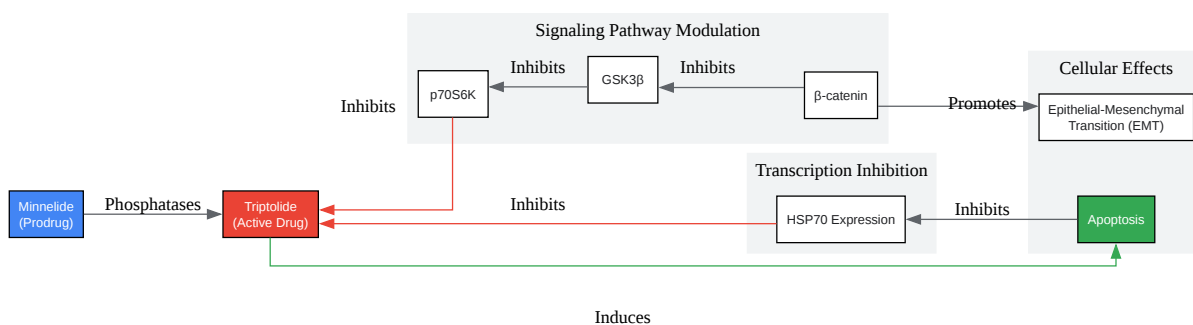 Signaling Pathway Modulation
Cellular Effects
Inhibits
Inhibits
GSK3β
p70S6K
β-catenin
Inhibits
Promotes
Epithelial-Mesenchymal
Transition (EMT)
Transcription Inhibition
Minnelide
(Prodrug)
Phosphatases
Triptolide
(Active Drug)
Inhibits
HSP70 Expression
Inhibits
Apoptosis
Induces